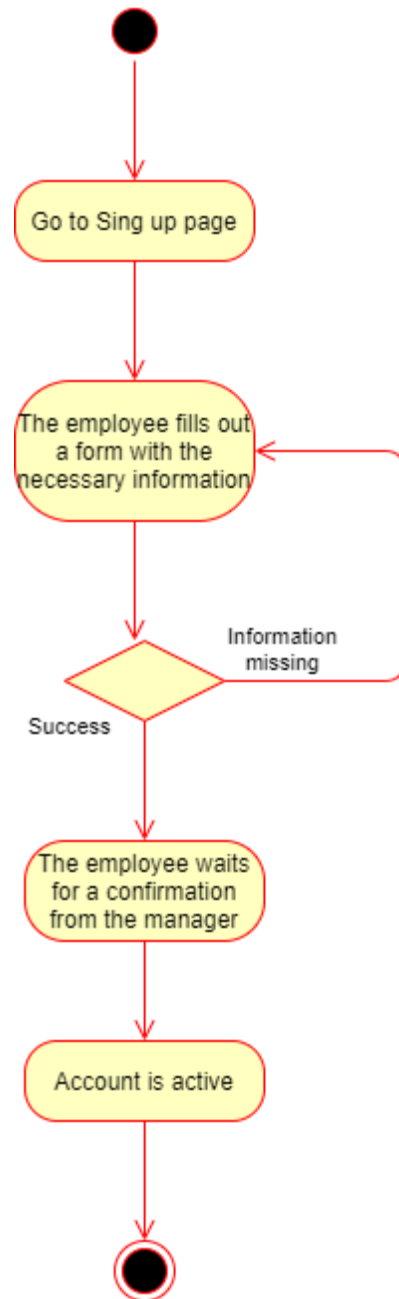 Go to Sing up page
The employee fills out
a form with the
necessary information
Information
missing
Success
The employee waits
for a confirmation
from the manager
Account is active